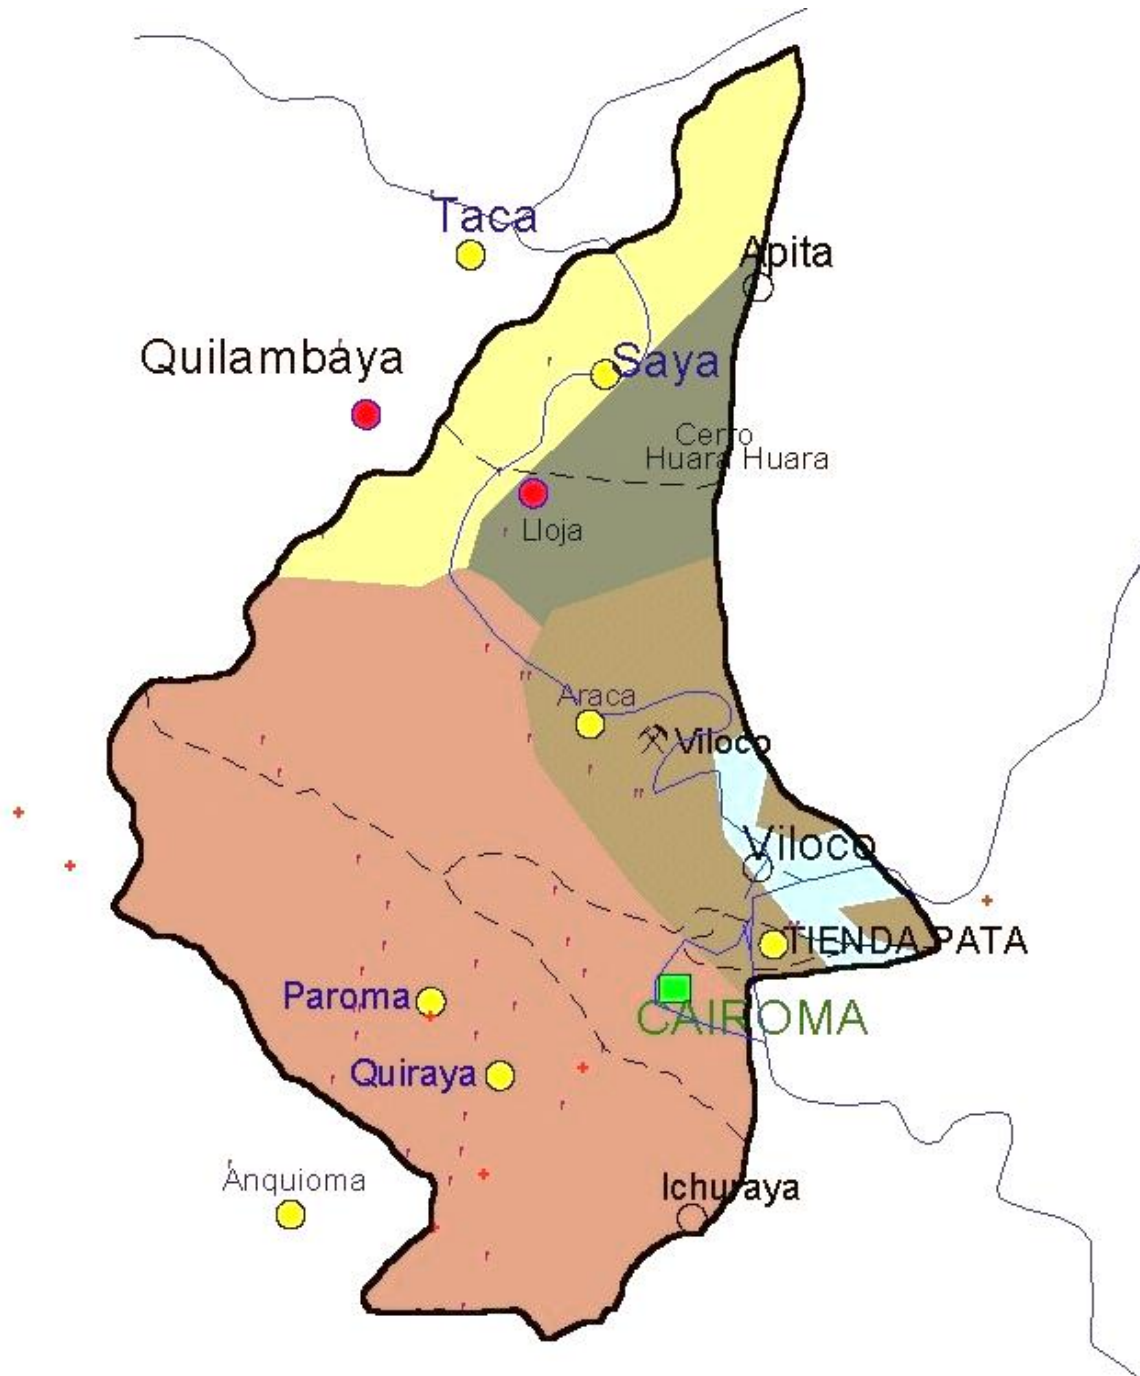 Taca
Apita
Quilambaya
Saya
Cerro
Huara Huara
Lloja
Araca
Viloco
Viloco
TIENDA PATA
Paroma
CAIROMA
Quiraya
Anquioma
Ichuraya